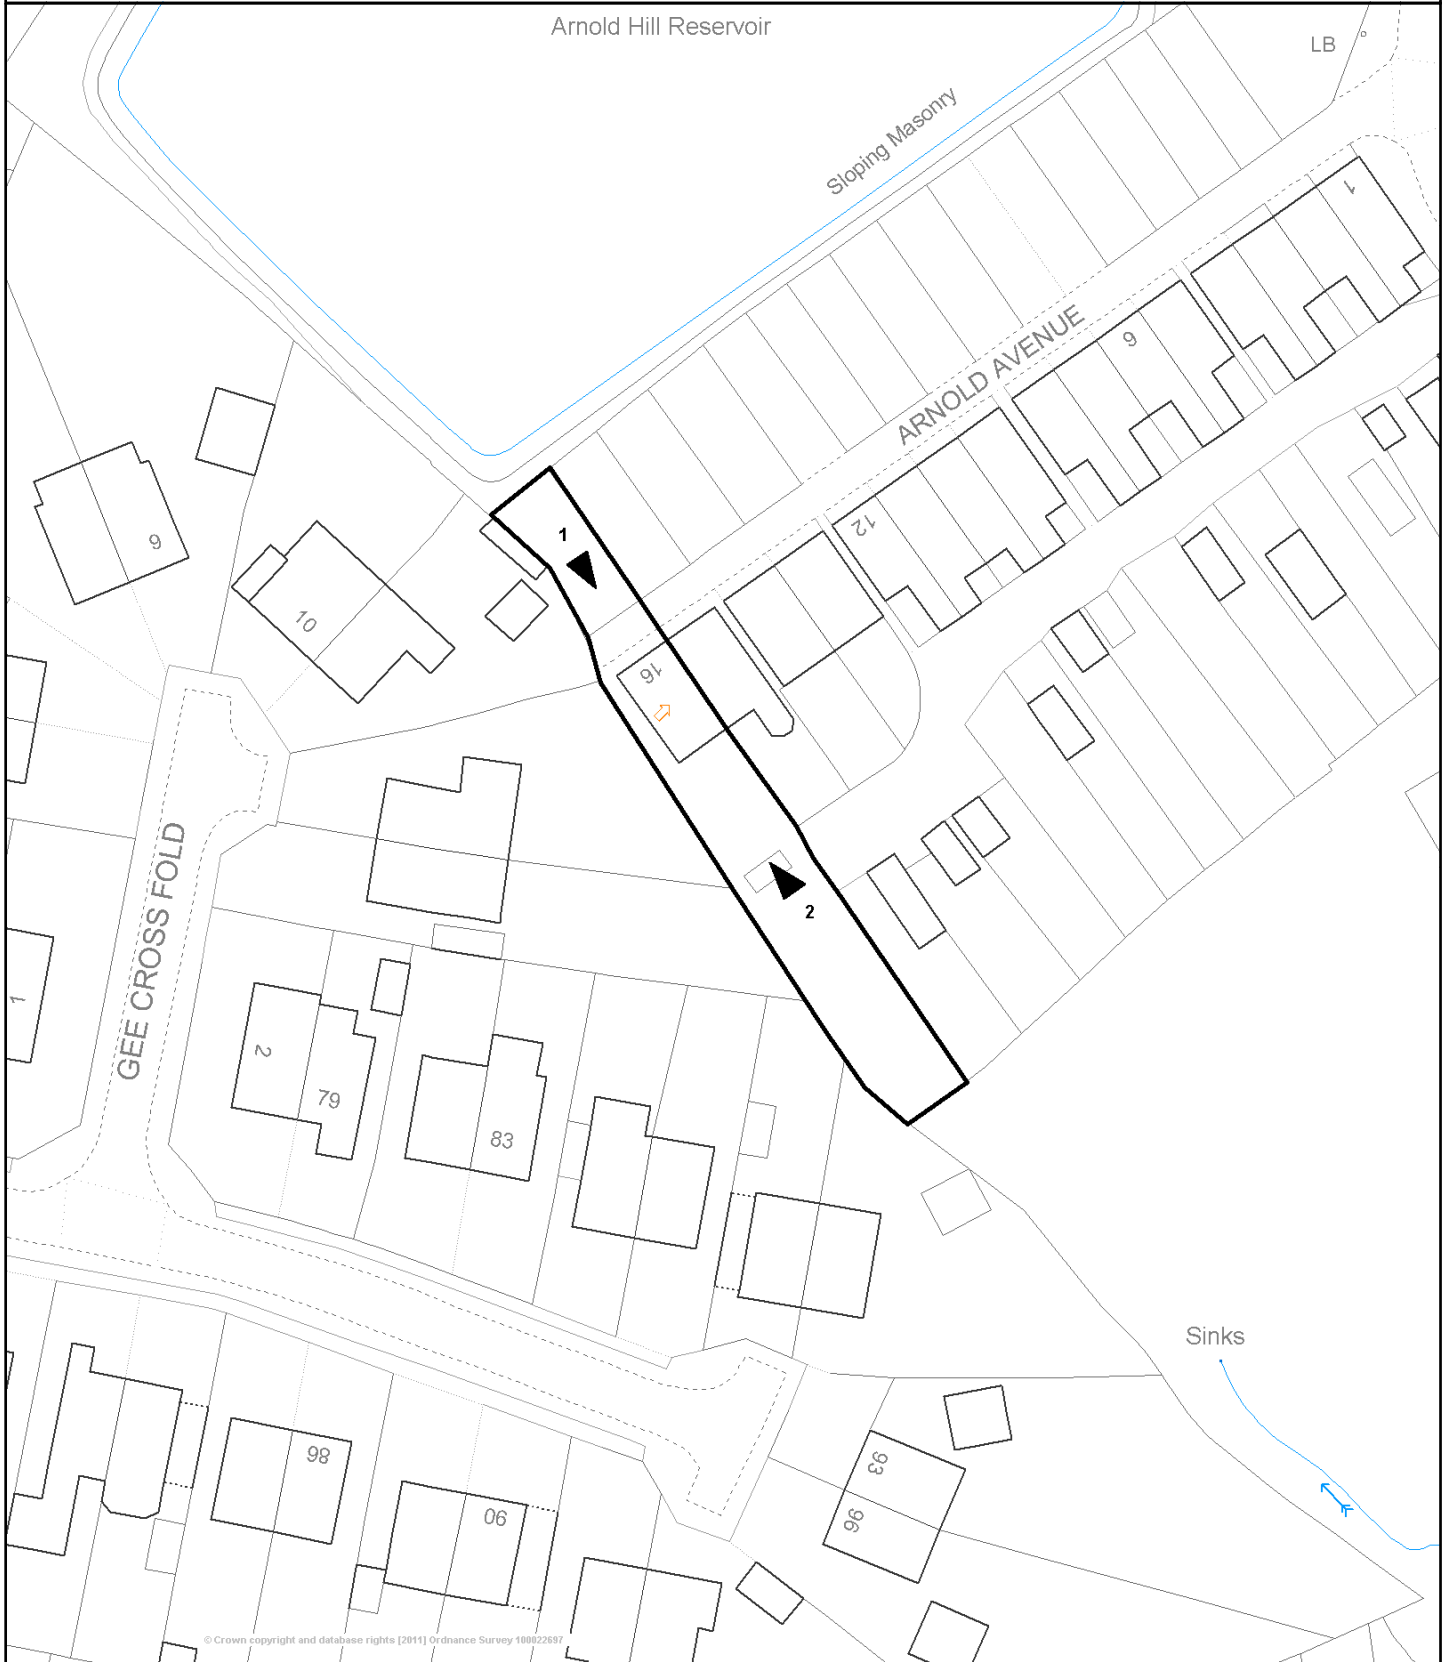 Arnold Hill Reservoir
LB
Sloping Masonry
1
ARNOLD AVENUE
9
12
1
9
10
16
GEE CROSS FOLD
2
1
2
79
83
Sinks
98
90
93
96
© Crown copyright and database rights [2011] Ordnance Survey 100022697